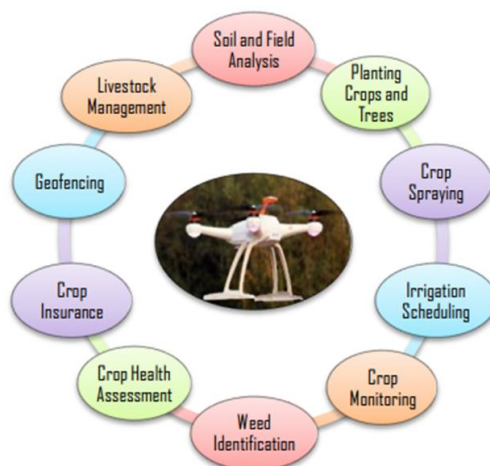 Soil and Field
Analysis
Planting
Crops and
Trees
Crop
Spraying
Irrigation
Scheduling
Crop
Monitoring
Weed
Identification
Crop Health
Assessment
Crop
Insurance
Geofencing
Livestock
Management